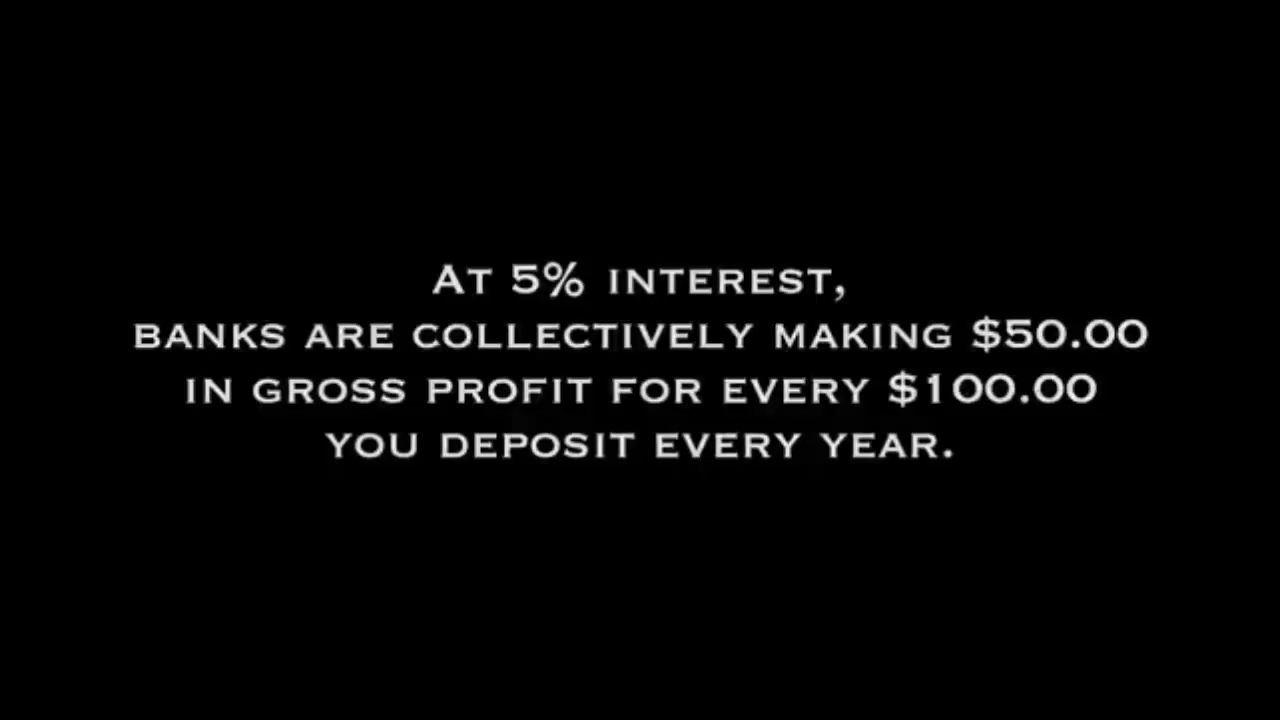 At 5% interest,
banks are collectively making $50.00
in gross profit for every $100.00
you deposit every year.